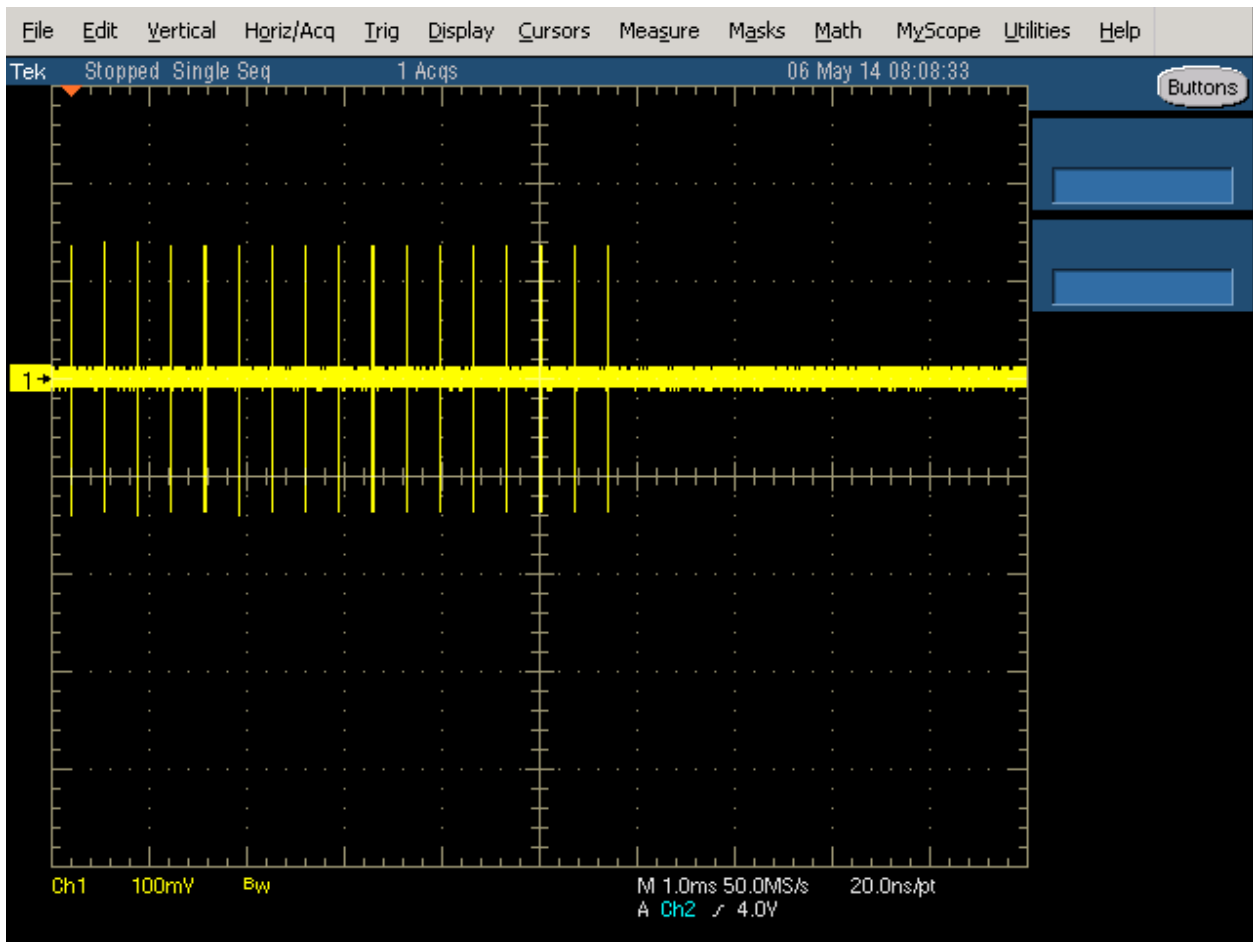 File Edit Vertical Horiz/Acq Trig Display Cursors Measure Masks Math MyScope Utilities Help
Tek Stopped Single Seq 1 Acqs 06 May 14 08:08:33
Buttons
1
Ch1 100mV Bw M 1.0ms 50.0MS/s 20.0ns/pt
A Ch2 4.0V